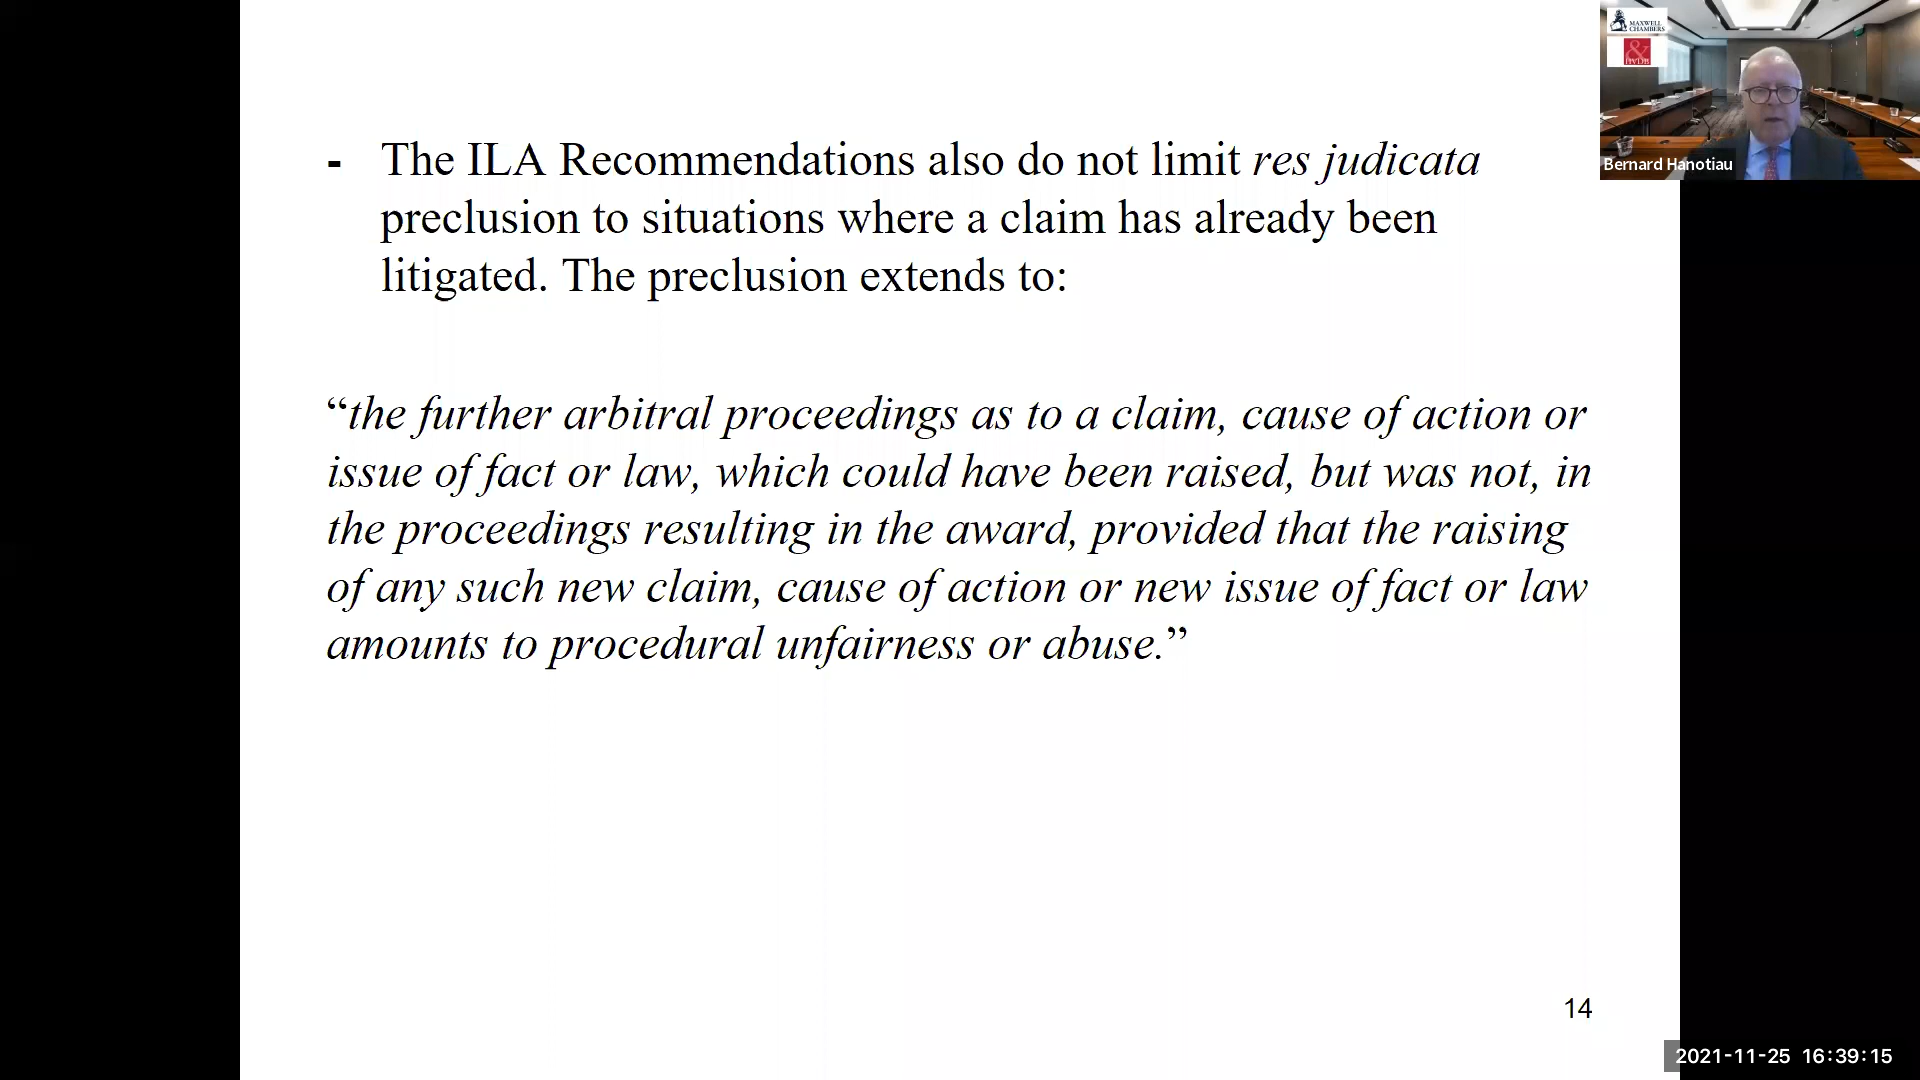 - The ILA Recommendations also do not limit res judicata
preclusion to situations where a claim has already been
litigated. The preclusion extends to:
“the further arbitral proceedings as to a claim, cause of action or
issue of fact or law, which could have been raised, but was not, in
the proceedings resulting in the award, provided that the raising
of any such new claim, cause of action or new issue of fact or law
amounts to procedural unfairness or abuse.”
14
MAXWELL
CHAMBERS
&
Bernard Hanotiau
2021-11-25 16:39:15